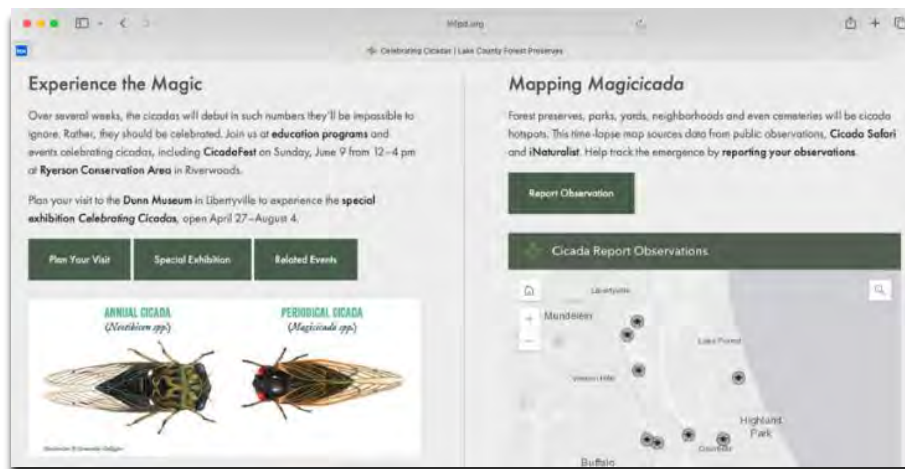 lcfpd.org
Celebrating Cicadas | Lake County Forest Preserves
Experience the Magic
Over several weeks, the cicadas will debut in such numbers they'll be impossible to
ignore. Rather, they should be celebrated. Join us at education programs and
events celebrating cicadas, including CicadaFest on Sunday, June 9 from 12–4 pm
at Ryerson Conservation Area in Riverwoods.
Plan your visit to the Dunn Museum in Libertyville to experience the special
exhibition Celebrating Cicadas, open April 27–August 4.
Plan Your Visit
Special Exhibition
Related Events
ANNUAL CICADA
(Neotibicen spp.)
PERIODICAL CICADA
(Magicicada spp.)
Mapping Magicicada
Forest preserves, parks, yards, neighborhoods and even cemeteries will be cicada
hotspots. This time-lapse map sources data from public observations, Cicada Safari
and iNaturalist. Help track the emergence by reporting your observations.
Report Observation
Cicada Report Observations
Libertyville
Mundelein
Lake Forest
Vernon Hills
Highland
Park
Buffalo